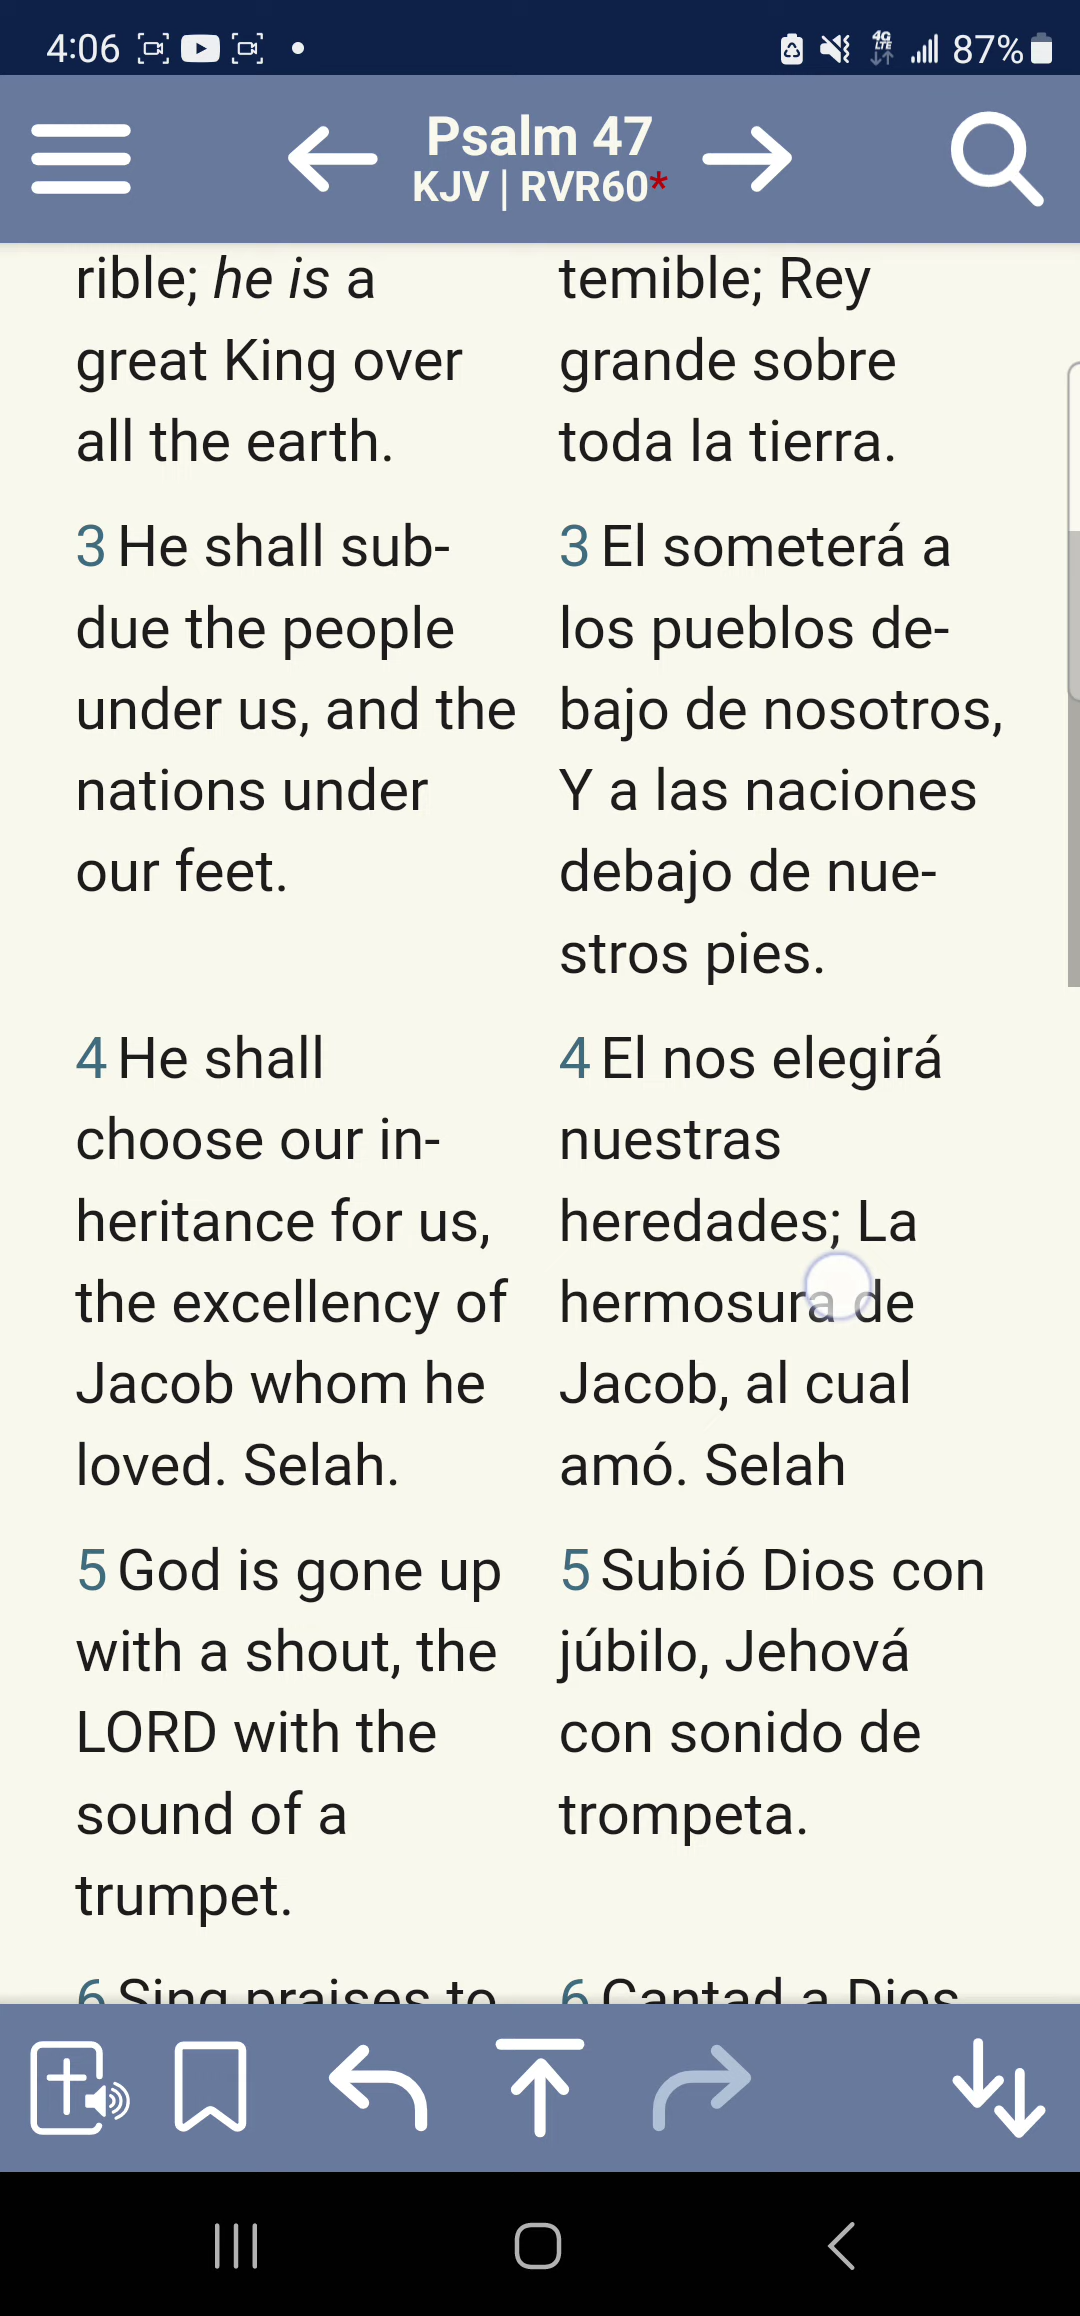 4:06
4G LTE
87%
Psalm 47
KJV | RVR60*
rible; he is a
great King over
all the earth.
3 He shall sub-
due the people
under us, and the
nations under
our feet.
4 He shall
choose our in-
heritance for us,
the excellency of
Jacob whom he
loved. Selah.
5 God is gone up
with a shout, the
LORD with the
sound of a
trumpet.
6 Sing praises to
temible; Rey
grande sobre
toda la tierra.
3 El someterá a
los pueblos de-
bajo de nosotros,
Y a las naciones
debajo de nue-
stros pies.
4 El nos elegirá
nuestras
heredades; La
hermosura de
Jacob, al cual
amó. Selah
5 Subió Dios con
júbilo, Jehová
con sonido de
trompeta.
6 Cantad a Dios